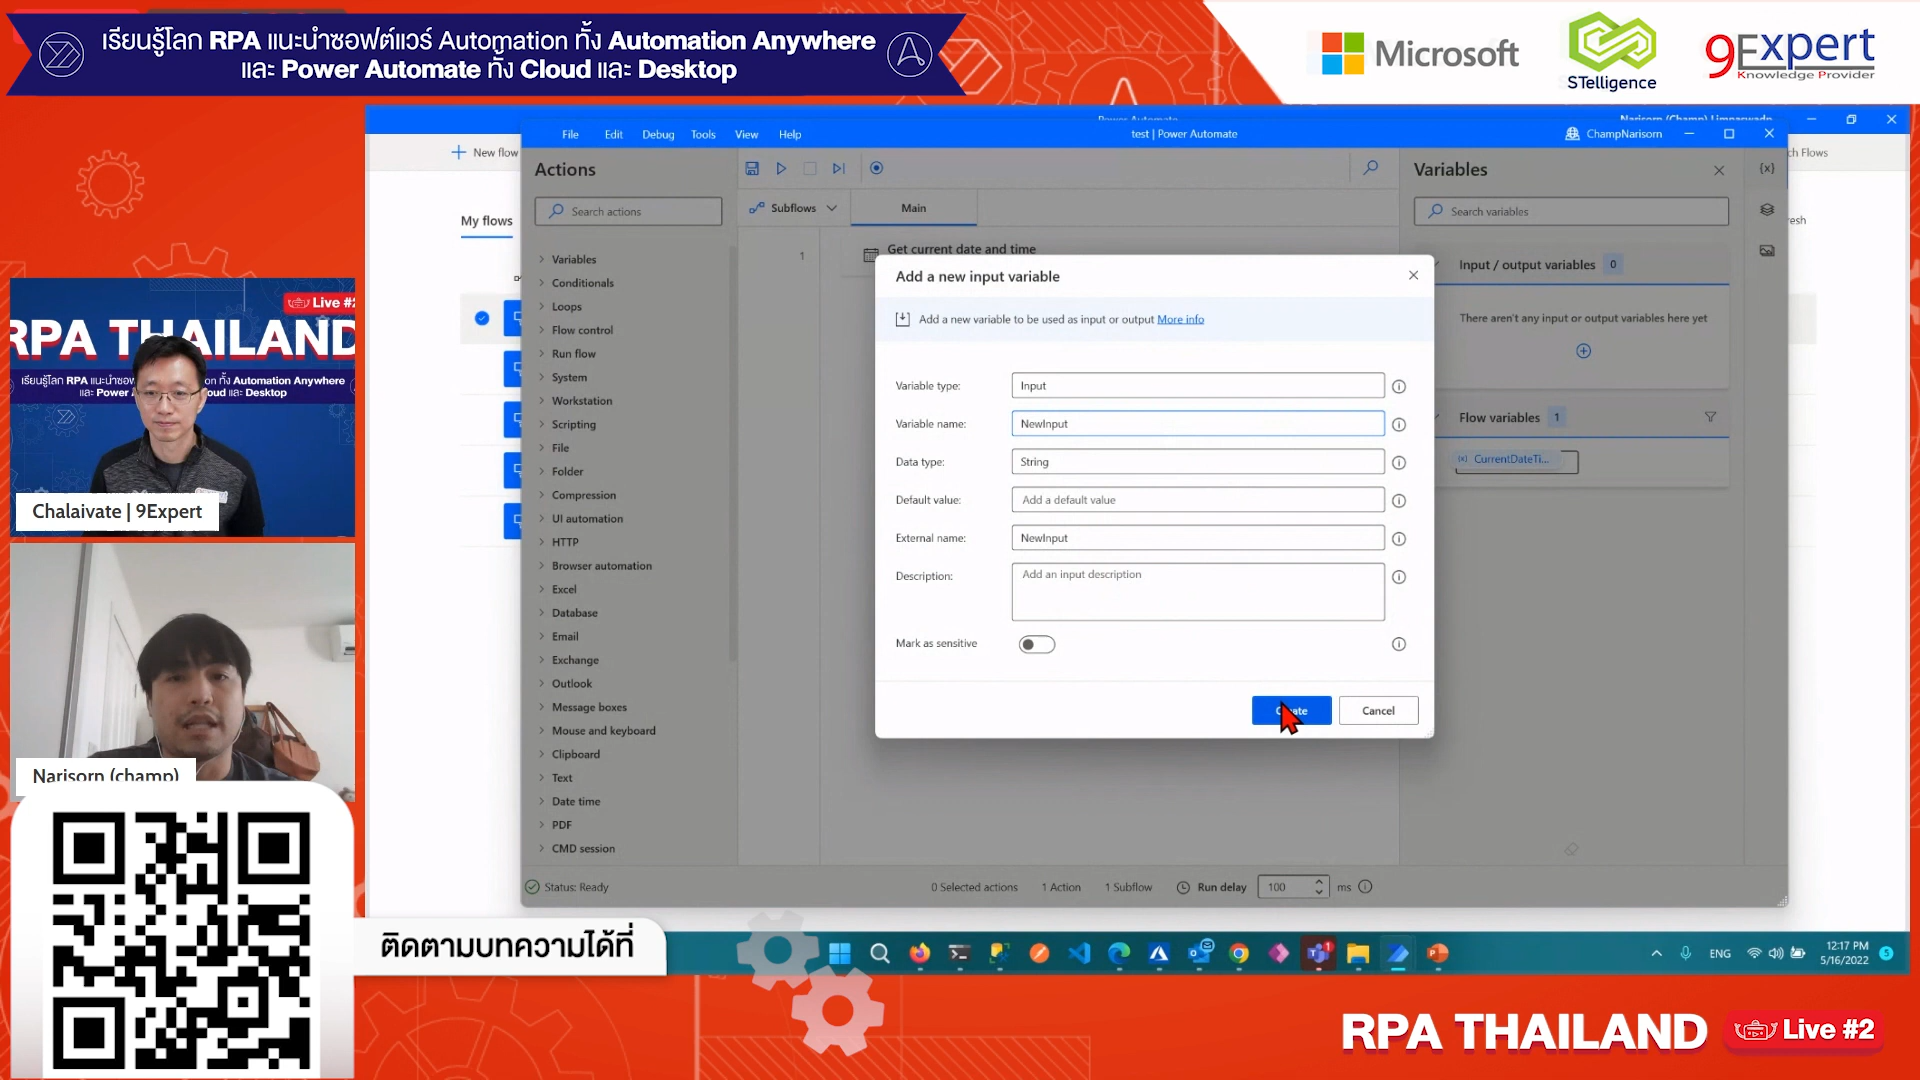 เรียนรู้โลก RPA แนะนำซอฟต์แวร์ Automation ทั้ง Automation Anywhere
และ Power Automate ทั้ง Cloud และ Desktop
Microsoft
STelligence
9Expert
Knowledge Provider
Power Automate
New flow
My flows
File Edit Debug Tools View Help
test | Power Automate
ChampNarisorn
Actions
Search actions
Variables
Conditionals
Loops
Flow control
Run flow
System
Workstation
Scripting
File
Folder
Compression
UI automation
HTTP
Browser automation
Excel
Database
Email
Exchange
Outlook
Message boxes
Mouse and keyboard
Clipboard
Text
Date time
PDF
CMD session
Subflows
Main
1
Get current date and time
Add a new input variable
Add a new variable to be used as input or output More info
Variable type: Input
Variable name: NewInput
Data type: String
Default value: Add a default value
External name: NewInput
Description: Add an input description
Mark as sensitive
Cancel
Variables
{x}
Search variables
Input / output variables 0
There aren't any input or output variables here yet
Flow variables 1
CurrentDateTi...
Flows
Status: Ready
0 Selected actions
1 Action
1 Subflow
Run delay 100 ms
Live #2
RPA THAILAND
Chalaivate | 9Expert
Narisorn (champ)
ติดตามบทความได้ที่
ENG
12:17 PM
5/16/2022
5
RPA THAILAND
Live #2